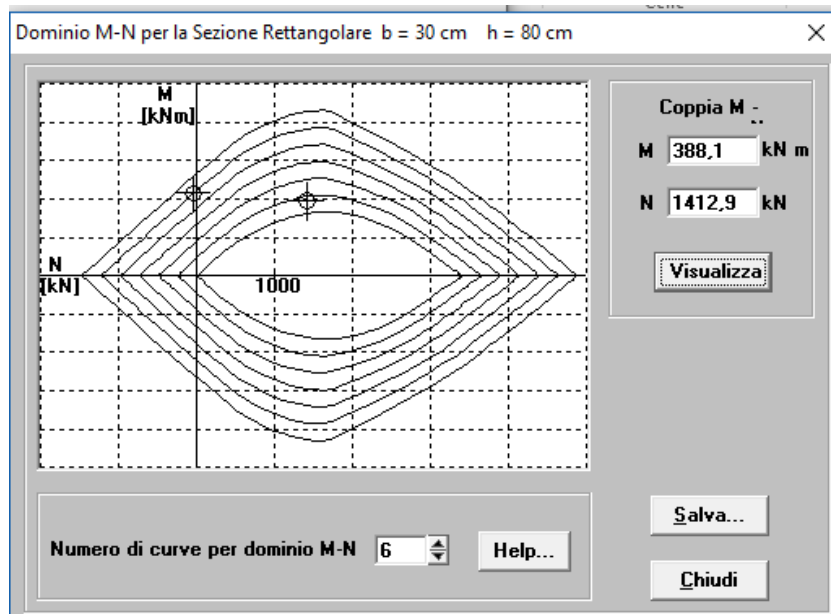 Dominio M-N per la Sezione Rettangolare b = 30 cm h = 80 cm
M
[kNm]
N
[kN]
1000
Coppia M -
M 388,1 kN m
N 1412,9 kN
Visualizza
Numero di curve per dominio M-N 6
Help...
Salva...
Chiudi